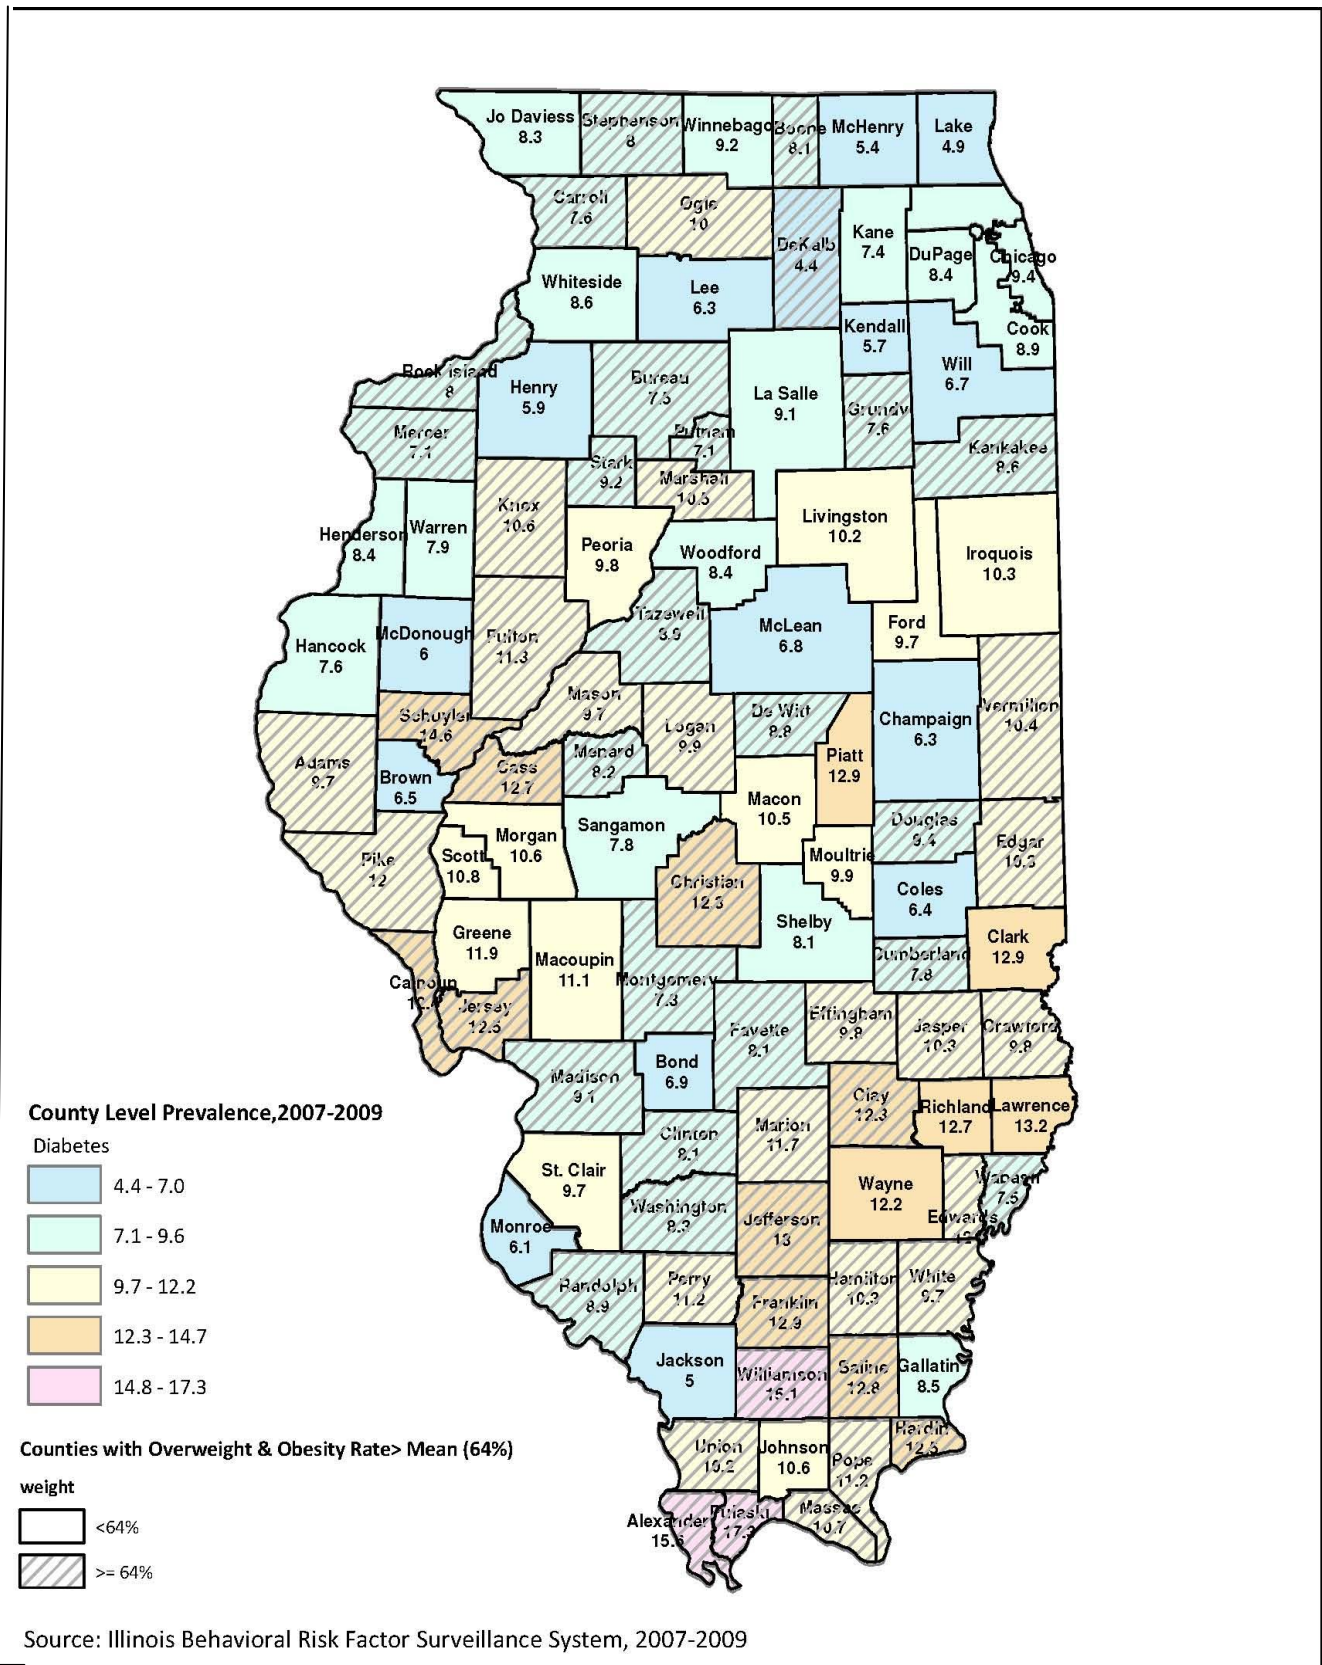 Jo Daviess
8.3
Stephenson
8
Winnebago
9.2
Boone
8.1
McHenry
5.4
Lake
4.9
Carroll
7.6
Ogle
10
DeKalb
4.4
Kane
7.4
DuPage
8.4
Chicago
9.4
Cook
8.9
Whiteside
8.6
Lee
6.3
Kendall
5.7
Will
6.7
Rock Island
8
Henry
5.9
Bureau
7.5
La Salle
9.1
Grundy
7.6
Putnam
7.1
Kankakee
8.6
Mercer
7.1
Stark
9.2
Marshall
10.5
Knox
10.6
Henderson
8.4
Warren
7.9
Peoria
9.8
Woodford
8.4
Livingston
10.2
Iroquois
10.3
Ford
9.7
Hancock
7.6
McDonough
6
Fulton
11.3
Tazewell
8.9
McLean
6.8
Mason
9.7
Logan
9.9
De Witt
8.8
Champaign
6.3
Vermilion
10.4
Schuyler
14.6
Adams
9.7
Brown
6.5
Cass
12.7
Menard
8.2
Piatt
12.9
Macon
10.5
Sangamon
7.8
Morgan
10.6
Scott
10.8
Pike
12
Moultrie
9.9
Douglas
9.4
Edgar
10.3
Coles
6.4
Christian
12.3
Shelby
8.1
Greene
11.9
Macoupin
11.1
Montgomery
7.3
Cumberland
7.8
Clark
12.9
Calhoun
Jersey
12.5
Fayette
8.1
Effingham
9.8
Jasper
10.3
Crawford
9.8
Madison
9.1
Bond
6.9
Clinton
8.1
Marion
11.7
Clay
12.3
Richland
12.7
Lawrence
13.2
St. Clair
9.7
Wayne
12.2
Wabash
7.5
Edwards
Washington
8.3
Jefferson
13
Monroe
6.1
Randolph
8.9
Perry
11.2
Franklin
12.9
Hamilton
10.3
White
9.7
Jackson
5
Williamson
15.1
Saline
12.8
Gallatin
8.5
Union
10.2
Johnson
10.6
Pope
11.2
Hardin
12.5
Alexander
Pulaski
17.3
Massac
10.7
County Level Prevalence,2007-2009
Diabetes
4.4 - 7.0
7.1 - 9.6
9.7 - 12.2
12.3 - 14.7
14.8 - 17.3
Counties with Overweight & Obesity Rate> Mean (64%)
weight
<64%
>= 64%
Source: Illinois Behavioral Risk Factor Surveillance System, 2007-2009